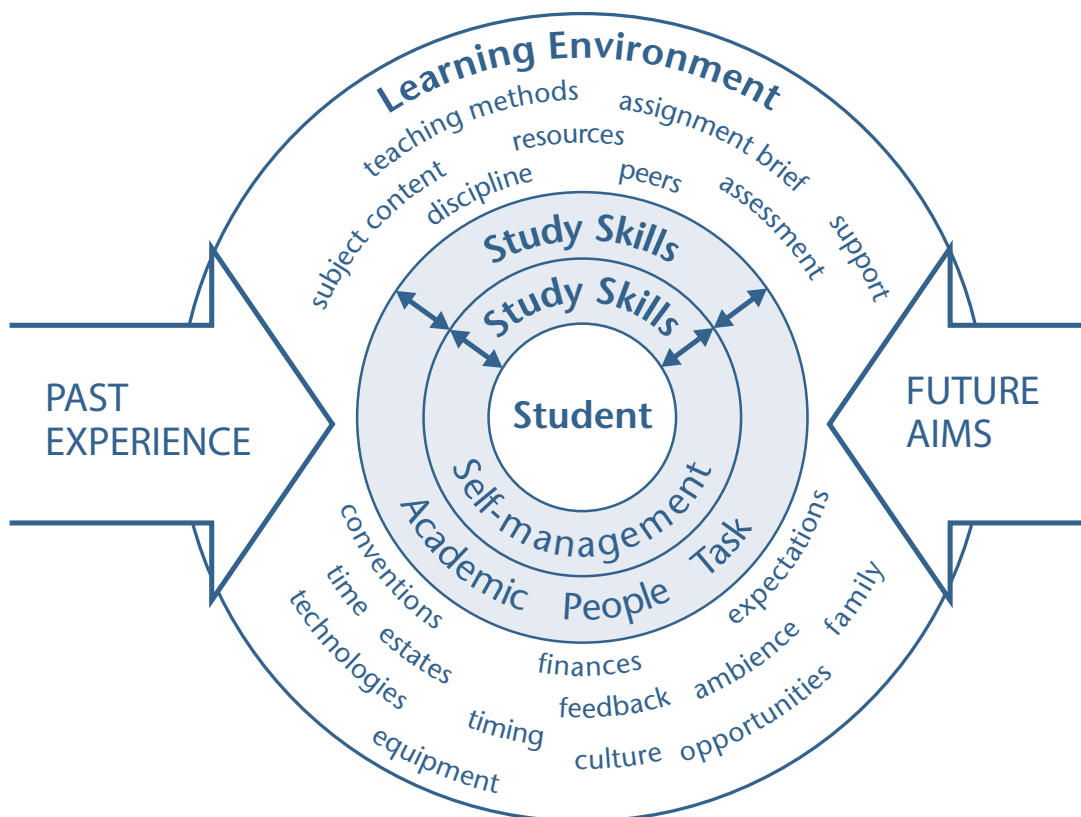 Learning Environment
teaching methods
assignment brief
resources
subject content
discipline
peers
assessment
support
Study Skills
Study Skills
Student
PAST
EXPERIENCE
FUTURE
AIMS
Self-management
Academic People Task
conventions
expectations
time
technologies
estates
finances
ambience
family
feedback
timing
opportunities
culture
equipment